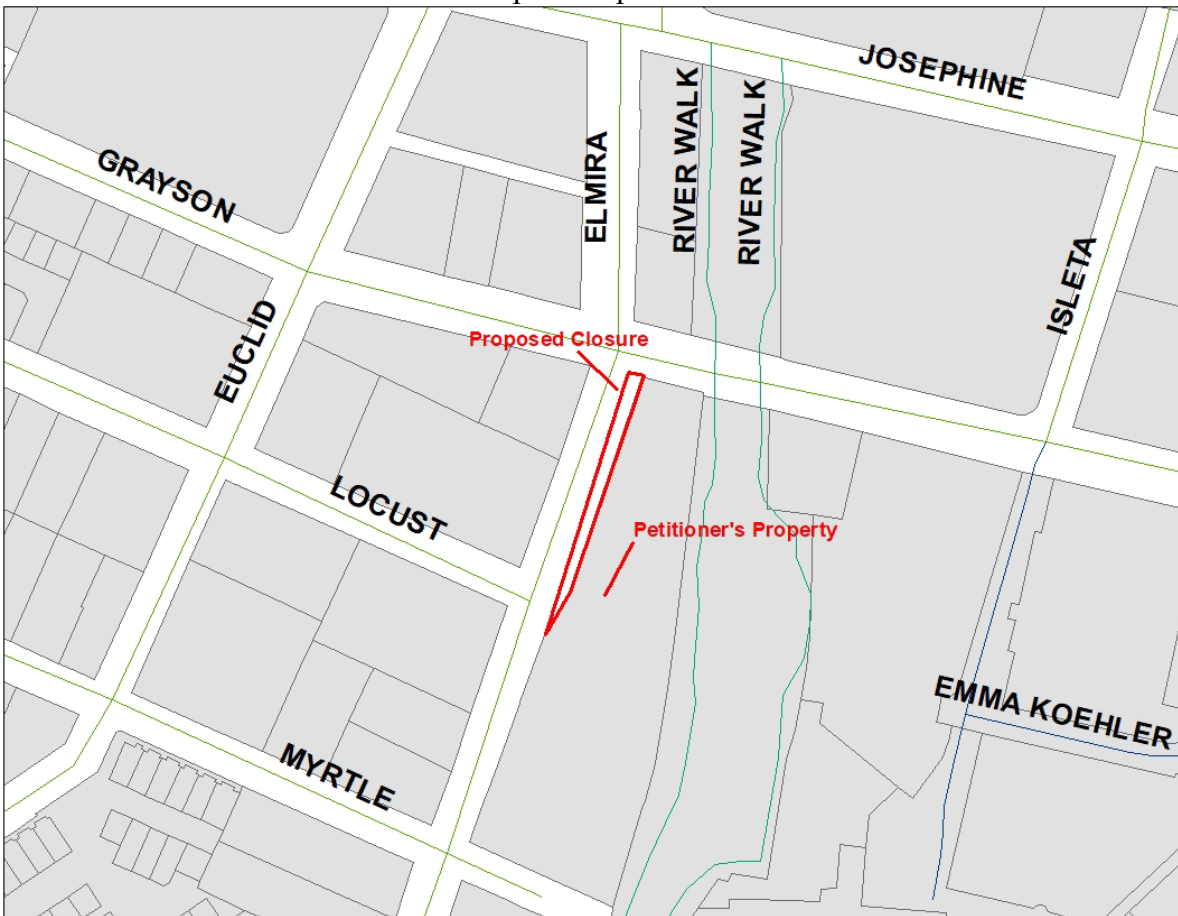 JOSEPHINE
RIVER WALK
RIVER WALK
GRAYSON
ELMIRA
ISLETA
EUCLID
Proposed Closure
LOCUST
Petitioner's Property
EMMA KOEHLER
MYRTLE